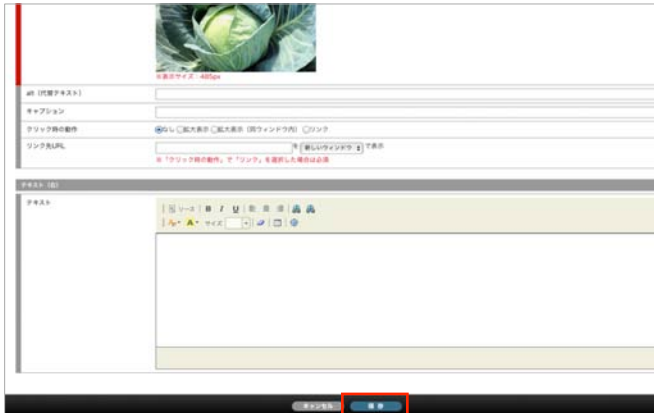 ※表示サイズ：485px
alt（代替テキスト）
キャプション
クリック時の動作
なし 拡大表示 拡大表示（同ウィンドウ内） リンク
リンク先URL
を 新しいウィンドウ で表示
※「クリック時の動作」で「リンク」を選択した場合は必須
テキスト（右）
テキスト
ソース B I U
A サイズ
キャンセル 保存